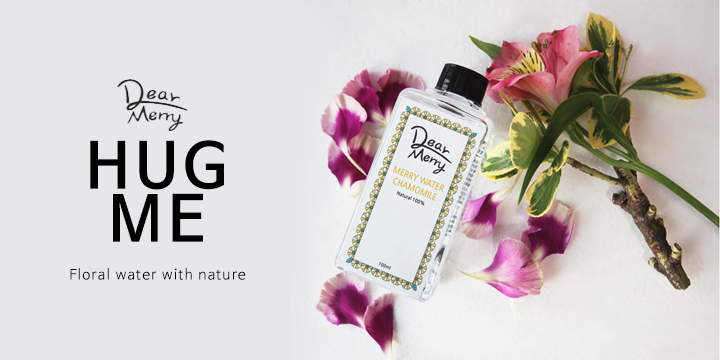 Dear
Merry
HUG
ME
Floral water with nature
Dear
Merry
MERRY WATER
CHAMOMILE
Natural 100%
100ml